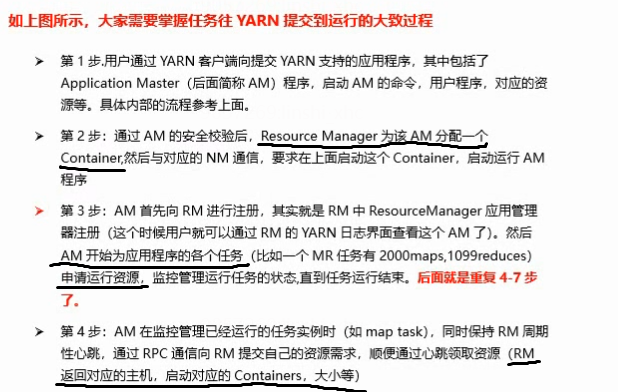 如上图所示，大家需要掌握任务往 YARN 提交到运行的大致过程
➤ 第 1 步.用户通过 YARN 客户端向提交 YARN 支持的应用程序，其中包括了
Application Master（后面简称 AM）程序，启动 AM 的命令，用户程序，对应的资
源等。具体内部的流程参考上面。
➤ 第 2 步：通过 AM 的安全校验后，Resource Manager 为该 AM 分配一个
Container,然后与对应的 NM 通信，要求在上面启动这个 Container，启动运行 AM
程序
➤ 第 3 步：AM 首先向 RM 进行注册，其实就是 RM 中 ResourceManager 应用管理
器注册（这个时候用户就可以通过 RM 的 YARN 日志界面查看这个 AM 了）。然后
AM 开始为应用程序的各个任务（比如一个 MR 任务有 2000maps,1099reduces）
申请运行资源，监控管理运行任务的状态,直到任务运行结束。后面就是重复 4-7 步
了。
➤ 第 4 步：AM 在监控管理已经运行的任务实例时（如 map task），同时保持 RM 周期
性心跳，通过 RPC 通信向 RM 提交自己的资源需求，顺便通过心跳领取资源（RM
返回对应的主机，启动对应的 Containers，大小等）